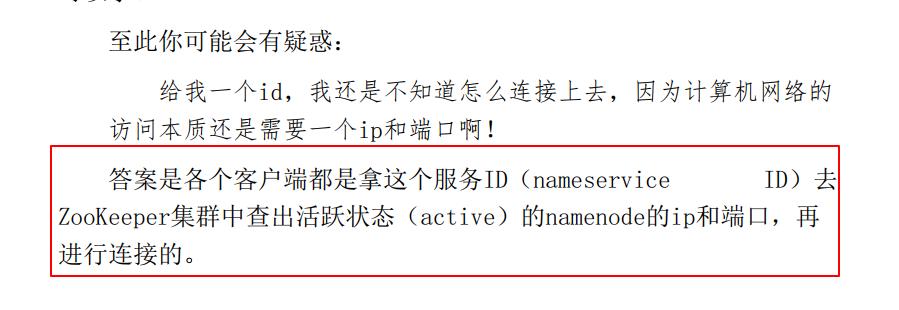 至此你可能会有疑惑：
给我一个id，我还是不知道怎么连接上去，因为计算机网络的
访问本质还是需要一个ip和端口啊！
答案是各个客户端都是拿这个服务ID（nameservice ID）去
ZooKeeper集群中查出活跃状态（active）的namenode的ip和端口，再
进行连接的。